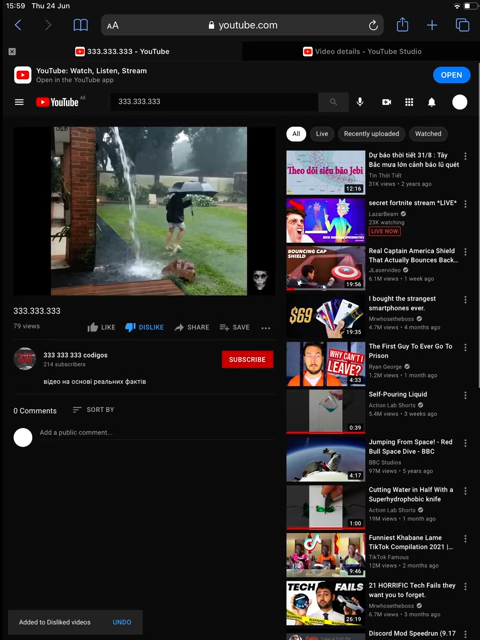 15:59 Thu 24 Jun
AA
youtube.com
333.333.333 - YouTube
Video details - YouTube Studio
YouTube: Watch, Listen, Stream
Open in the YouTube app
OPEN
YouTube
333.333.333
All
Live
Recently uploaded
Watched
333.333.333
79 views
LIKE
DISLIKE
SHARE
SAVE
333 333 333 codigos
214 subscribers
SUBSCRIBE
відео на основі реальних фактів
0 Comments
SORT BY
Add a public comment...
Theo dõi siêu bão Jebi
12:16
Dự báo thời tiết 31/8 : Tây
Bắc mưa lớn cảnh báo lũ quét
Tin Thời Tiết
31K views • 2 years ago
secret fortnite stream *LIVE*
LazarBeam
23K watching
LIVE NOW
BOUNCING CAP
SHIELD
19:56
Real Captain America Shield
That Actually Bounces Back...
JLaservideo
6.1M views • 1 week ago
$69
19:35
I bought the strangest
smartphones ever.
Mrwhosetheboss
4.7M views • 4 months ago
WHY CAN'T I
LEAVE?
4:33
The First Guy To Ever Go To
Prison
Ryan George
1.2M views • 1 month ago
0:39
Self-Pouring Liquid
Action Lab Shorts
5.4M views • 3 weeks ago
4:17
Jumping From Space! - Red
Bull Space Dive - BBC
BBC Studios
97M views • 5 years ago
1:00
Cutting Water in Half With a
Superhydrophobic knife
Action Lab Shorts
19M views • 1 month ago
9:46
Funniest Khabane Lame
TikTok Compilation 2021 |...
TikTok Famous
12M views • 2 months ago
TECH
FAILS
26:19
21 HORRIFIC Tech Fails they
want you to forget.
Mrwhosetheboss
6.7M views • 3 months ago
Discord Mod Speedrun (9.17
Added to Disliked videos
UNDO